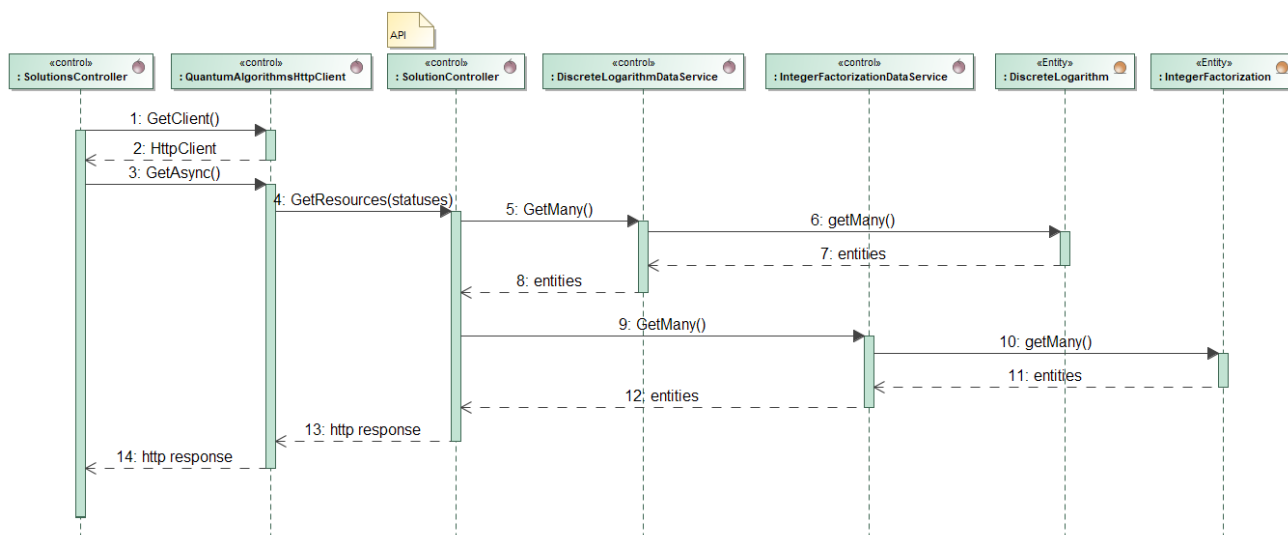 API
«control»
: SolutionsController
«control»
: QuantumAlgorithmsHttpClient
«control»
: SolutionController
«control»
: DiscreteLogarithmDataService
«control»
: IntegerFactorizationDataService
«Entity»
: DiscreteLogarithm
«Entity»
: IntegerFactorization
1: GetClient()
2: HttpClient
3: GetAsync()
4: GetResources(statuses)
5: GetMany()
6: getMany()
7: entities
8: entities
9: GetMany()
10: getMany()
11: entities
12: entities
13: http response
14: http response